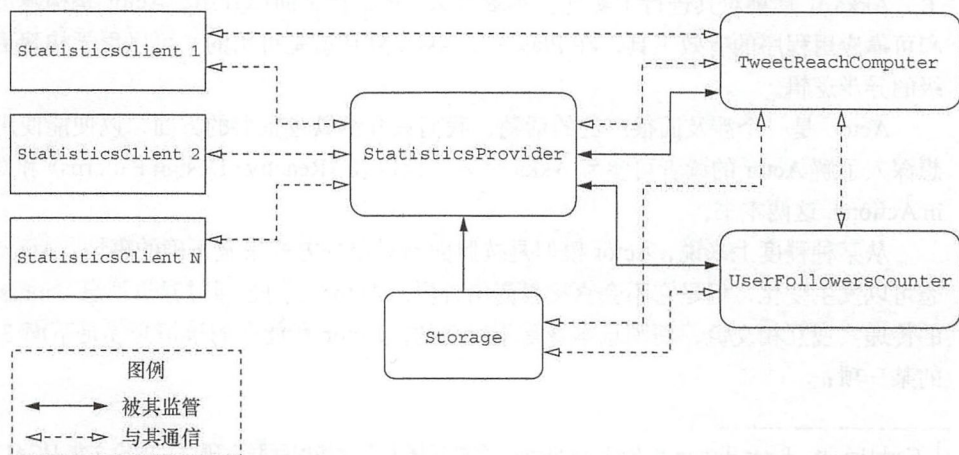 StatisticsClient 1
StatisticsClient 2
StatisticsClient N
StatisticsProvider
TweetReachComputer
UserFollowersCounter
Storage
图例
被其监管
与其通信